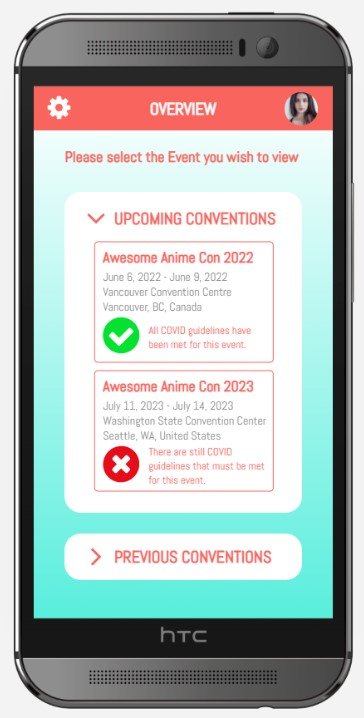 OVERVIEW
Please select the Event you wish to view
UPCOMING CONVENTIONS
Awesome Anime Con 2022
June 6, 2022 - June 9, 2022
Vancouver Convention Centre
Vancouver, BC, Canada
All COVID guidelines have
been met for this event.
Awesome Anime Con 2023
July 11, 2023 - July 14, 2023
Washington State Convention Center
Seattle, WA, United States
There are still COVID
guidelines that must be met
for this event.
PREVIOUS CONVENTIONS
hTC